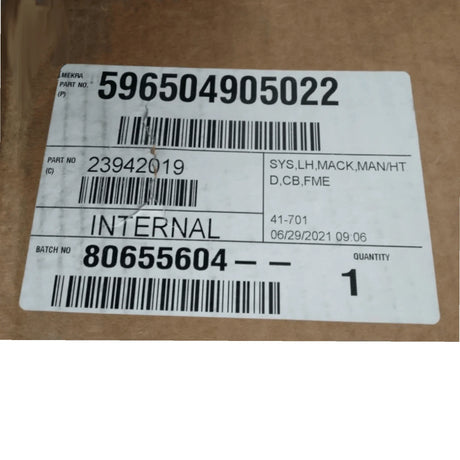 MEKRA
PART NO.
(P)
596504905022
PART NO
(C)
23942019
SYS,LH,MACK,MAN/HT
D,CB,FME
INTERNAL
41-701
06/29/2021 09:06
BATCH NO
80655604--
QUANTITY
1